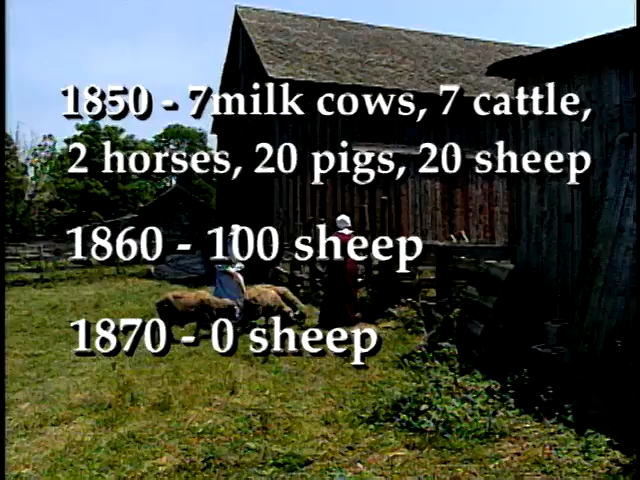 1850 - 7milk cows, 7 cattle,
2 horses, 20 pigs, 20 sheep
1860 - 100 sheep
1870 - 0 sheep